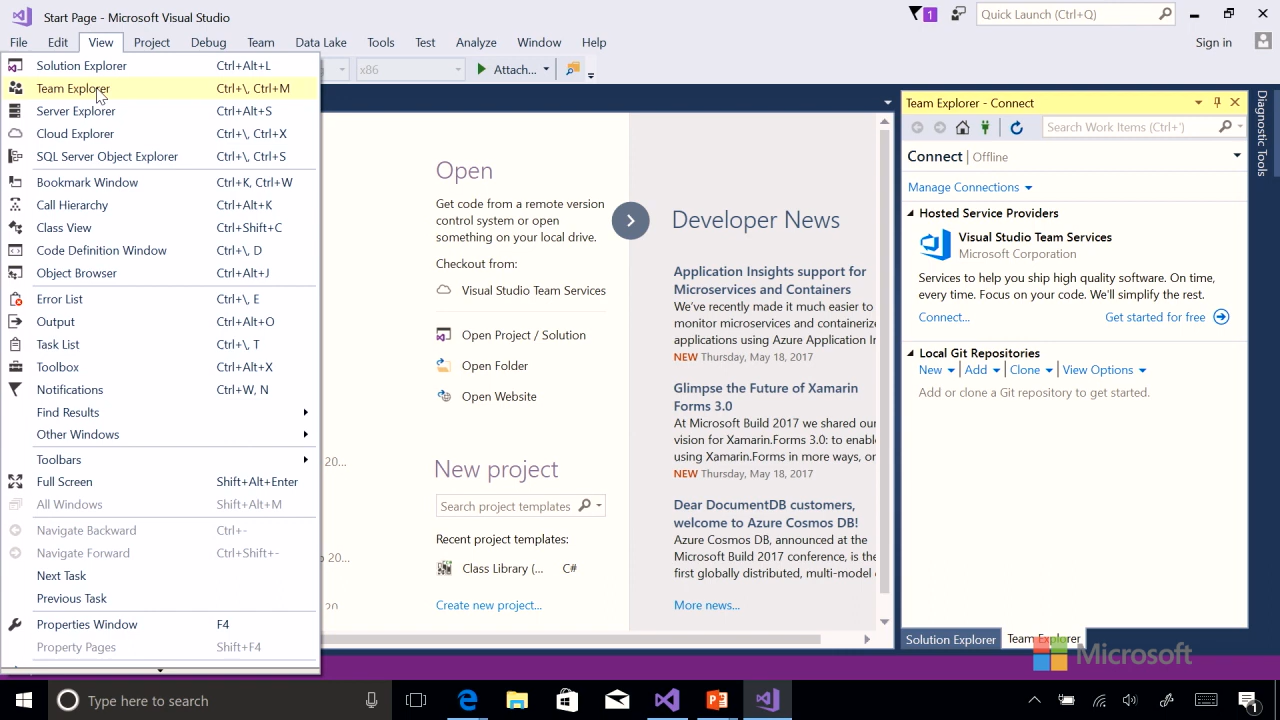 Start Page - Microsoft Visual Studio
1
Quick Launch (Ctrl+Q)
File Edit View Project Debug Team Data Lake Tools Test Analyze Window Help
Sign in
x86
Attach...
Solution Explorer Ctrl+Alt+L
Team Explorer Ctrl+\, Ctrl+M
Server Explorer Ctrl+Alt+S
Cloud Explorer Ctrl+\, Ctrl+X
SQL Server Object Explorer Ctrl+\, Ctrl+S
Bookmark Window Ctrl+K, Ctrl+W
Call Hierarchy Ctrl+Alt+K
Class View Ctrl+Shift+C
Code Definition Window Ctrl+\, D
Object Browser Ctrl+Alt+J
Error List Ctrl+\, E
Output Ctrl+Alt+O
Task List Ctrl+\, T
Toolbox Ctrl+Alt+X
Notifications Ctrl+W, N
Find Results
Other Windows
Toolbars
Full Screen Shift+Alt+Enter
All Windows Shift+Alt+M
Navigate Backward Ctrl+-
Navigate Forward Ctrl+Shift+-
Next Task
Previous Task
Properties Window F4
Property Pages Shift+F4
20...
20...
20
Open
Get code from a remote version
control system or open
something on your local drive.
Checkout from:
Visual Studio Team Services
Open Project / Solution
Open Folder
Open Website
New project
Search project templates
Recent project templates:
Class Library (... C#
Create new project...
Developer News
Application Insights support for
Microservices and Containers
We've recently made it much easier to
monitor microservices and containerize
applications using Azure Application In
NEW Thursday, May 18, 2017
Glimpse the Future of Xamarin
Forms 3.0
At Microsoft Build 2017 we shared our
vision for Xamarin.Forms 3.0: to enable
using Xamarin.Forms in more ways, or
NEW Thursday, May 18, 2017
Dear DocumentDB customers,
welcome to Azure Cosmos DB!
Azure Cosmos DB, announced at the
Microsoft Build 2017 conference, is the
first globally distributed, multi-model
More news...
Team Explorer - Connect
Search Work Items (Ctrl+')
Connect | Offline
Manage Connections
Hosted Service Providers
Visual Studio Team Services
Microsoft Corporation
Services to help you ship high quality software. On time,
every time. Focus on your code. We'll simplify the rest.
Connect...
Get started for free
Local Git Repositories
New Add Clone View Options
Add or clone a Git repository to get started.
Solution Explorer Team Explorer
Diagnostic Tools
Microsoft
Type here to search
1